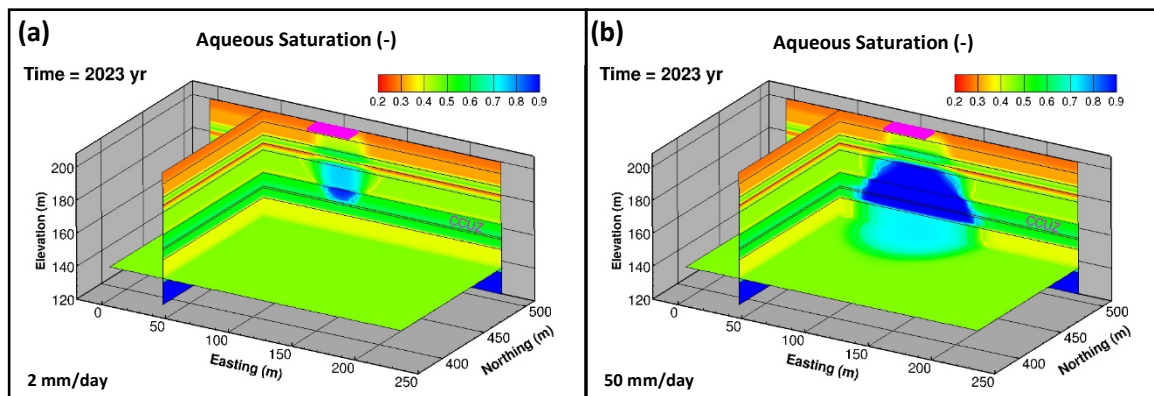 (a)
Aqueous Saturation (-)
Time = 2023 yr
0.2 0.3 0.4 0.5 0.6 0.7 0.8 0.9
200
180
160
140
120
Elevation (m)
CCUZ
0
50
100
150
200
250
Easting (m)
400
450
500
Northing (m)
2 mm/day
(b)
Aqueous Saturation (-)
Time = 2023 yr
0.2 0.3 0.4 0.5 0.6 0.7 0.8 0.9
200
180
160
140
120
Elevation (m)
CCUZ
0
50
100
150
200
250
Easting (m)
400
450
500
Northing (m)
50 mm/day